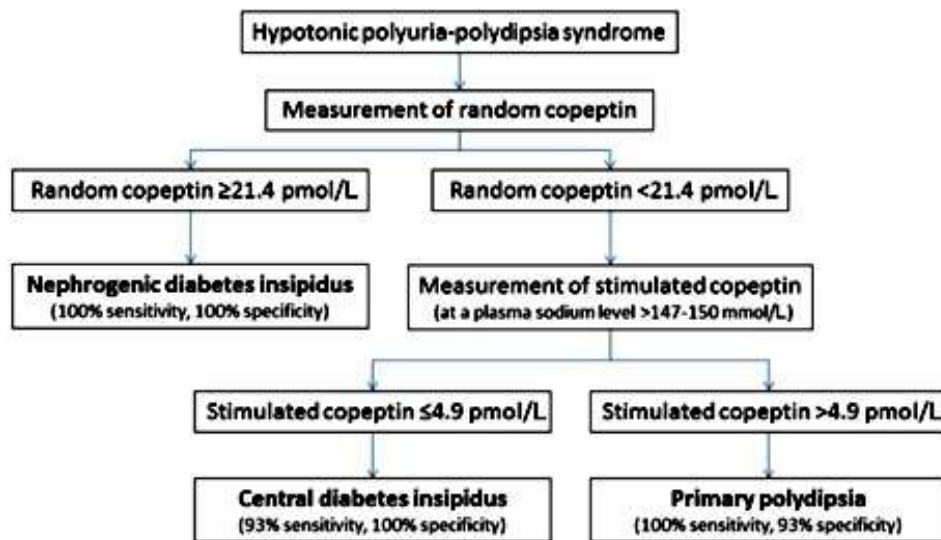 Hypotonic polyuria-polydipsia syndrome
Measurement of random copeptin
Random copeptin ≥21.4 pmol/L
Random copeptin <21.4 pmol/L
Nephrogenic diabetes insipidus
(100% sensitivity, 100% specificity)
Measurement of stimulated copeptin
(at a plasma sodium level >147-150 mmol/L)
Stimulated copeptin ≤4.9 pmol/L
Stimulated copeptin >4.9 pmol/L
Central diabetes insipidus
(93% sensitivity, 100% specificity)
Primary polydipsia
(100% sensitivity, 93% specificity)